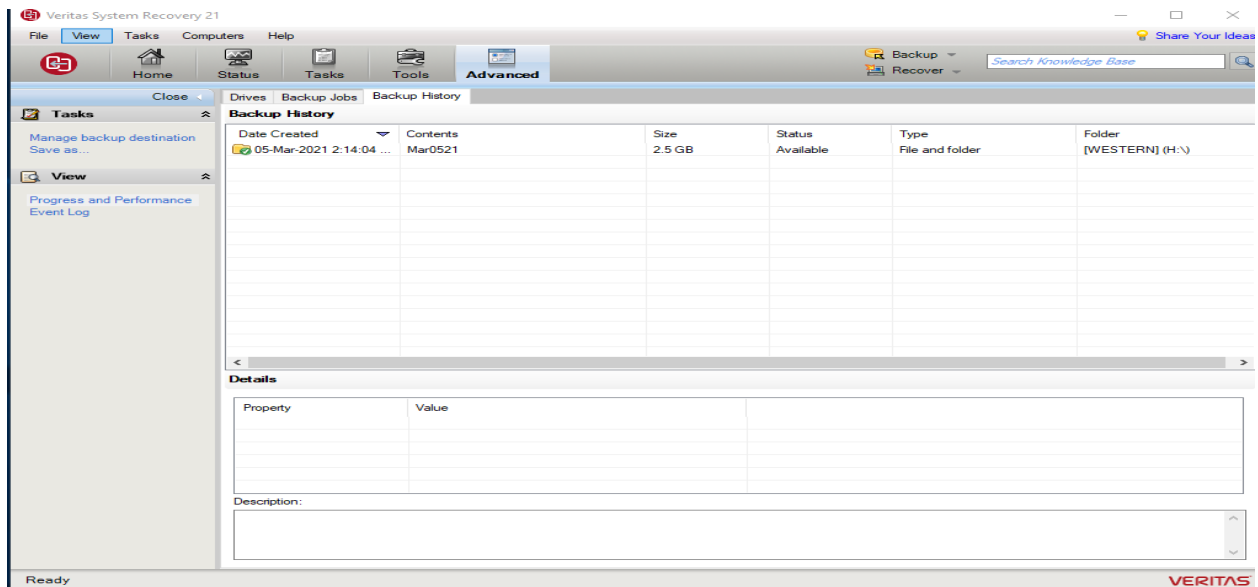 Veritas System Recovery 21
File View Tasks Computers Help Share Your Ideas
Home Status Tasks Tools Advanced Backup Recover Search Knowledge Base
Close Drives Backup Jobs Backup History
Tasks Backup History
Manage backup destination
Save as...
View
Progress and Performance
Event Log
Date Created Contents Size Status Type Folder
05-Mar-2021 2:14:04 ... Mar0521 2.5 GB Available File and folder [WESTERN] (H:\)
Details
Property Value
Description:
Ready VERITAS